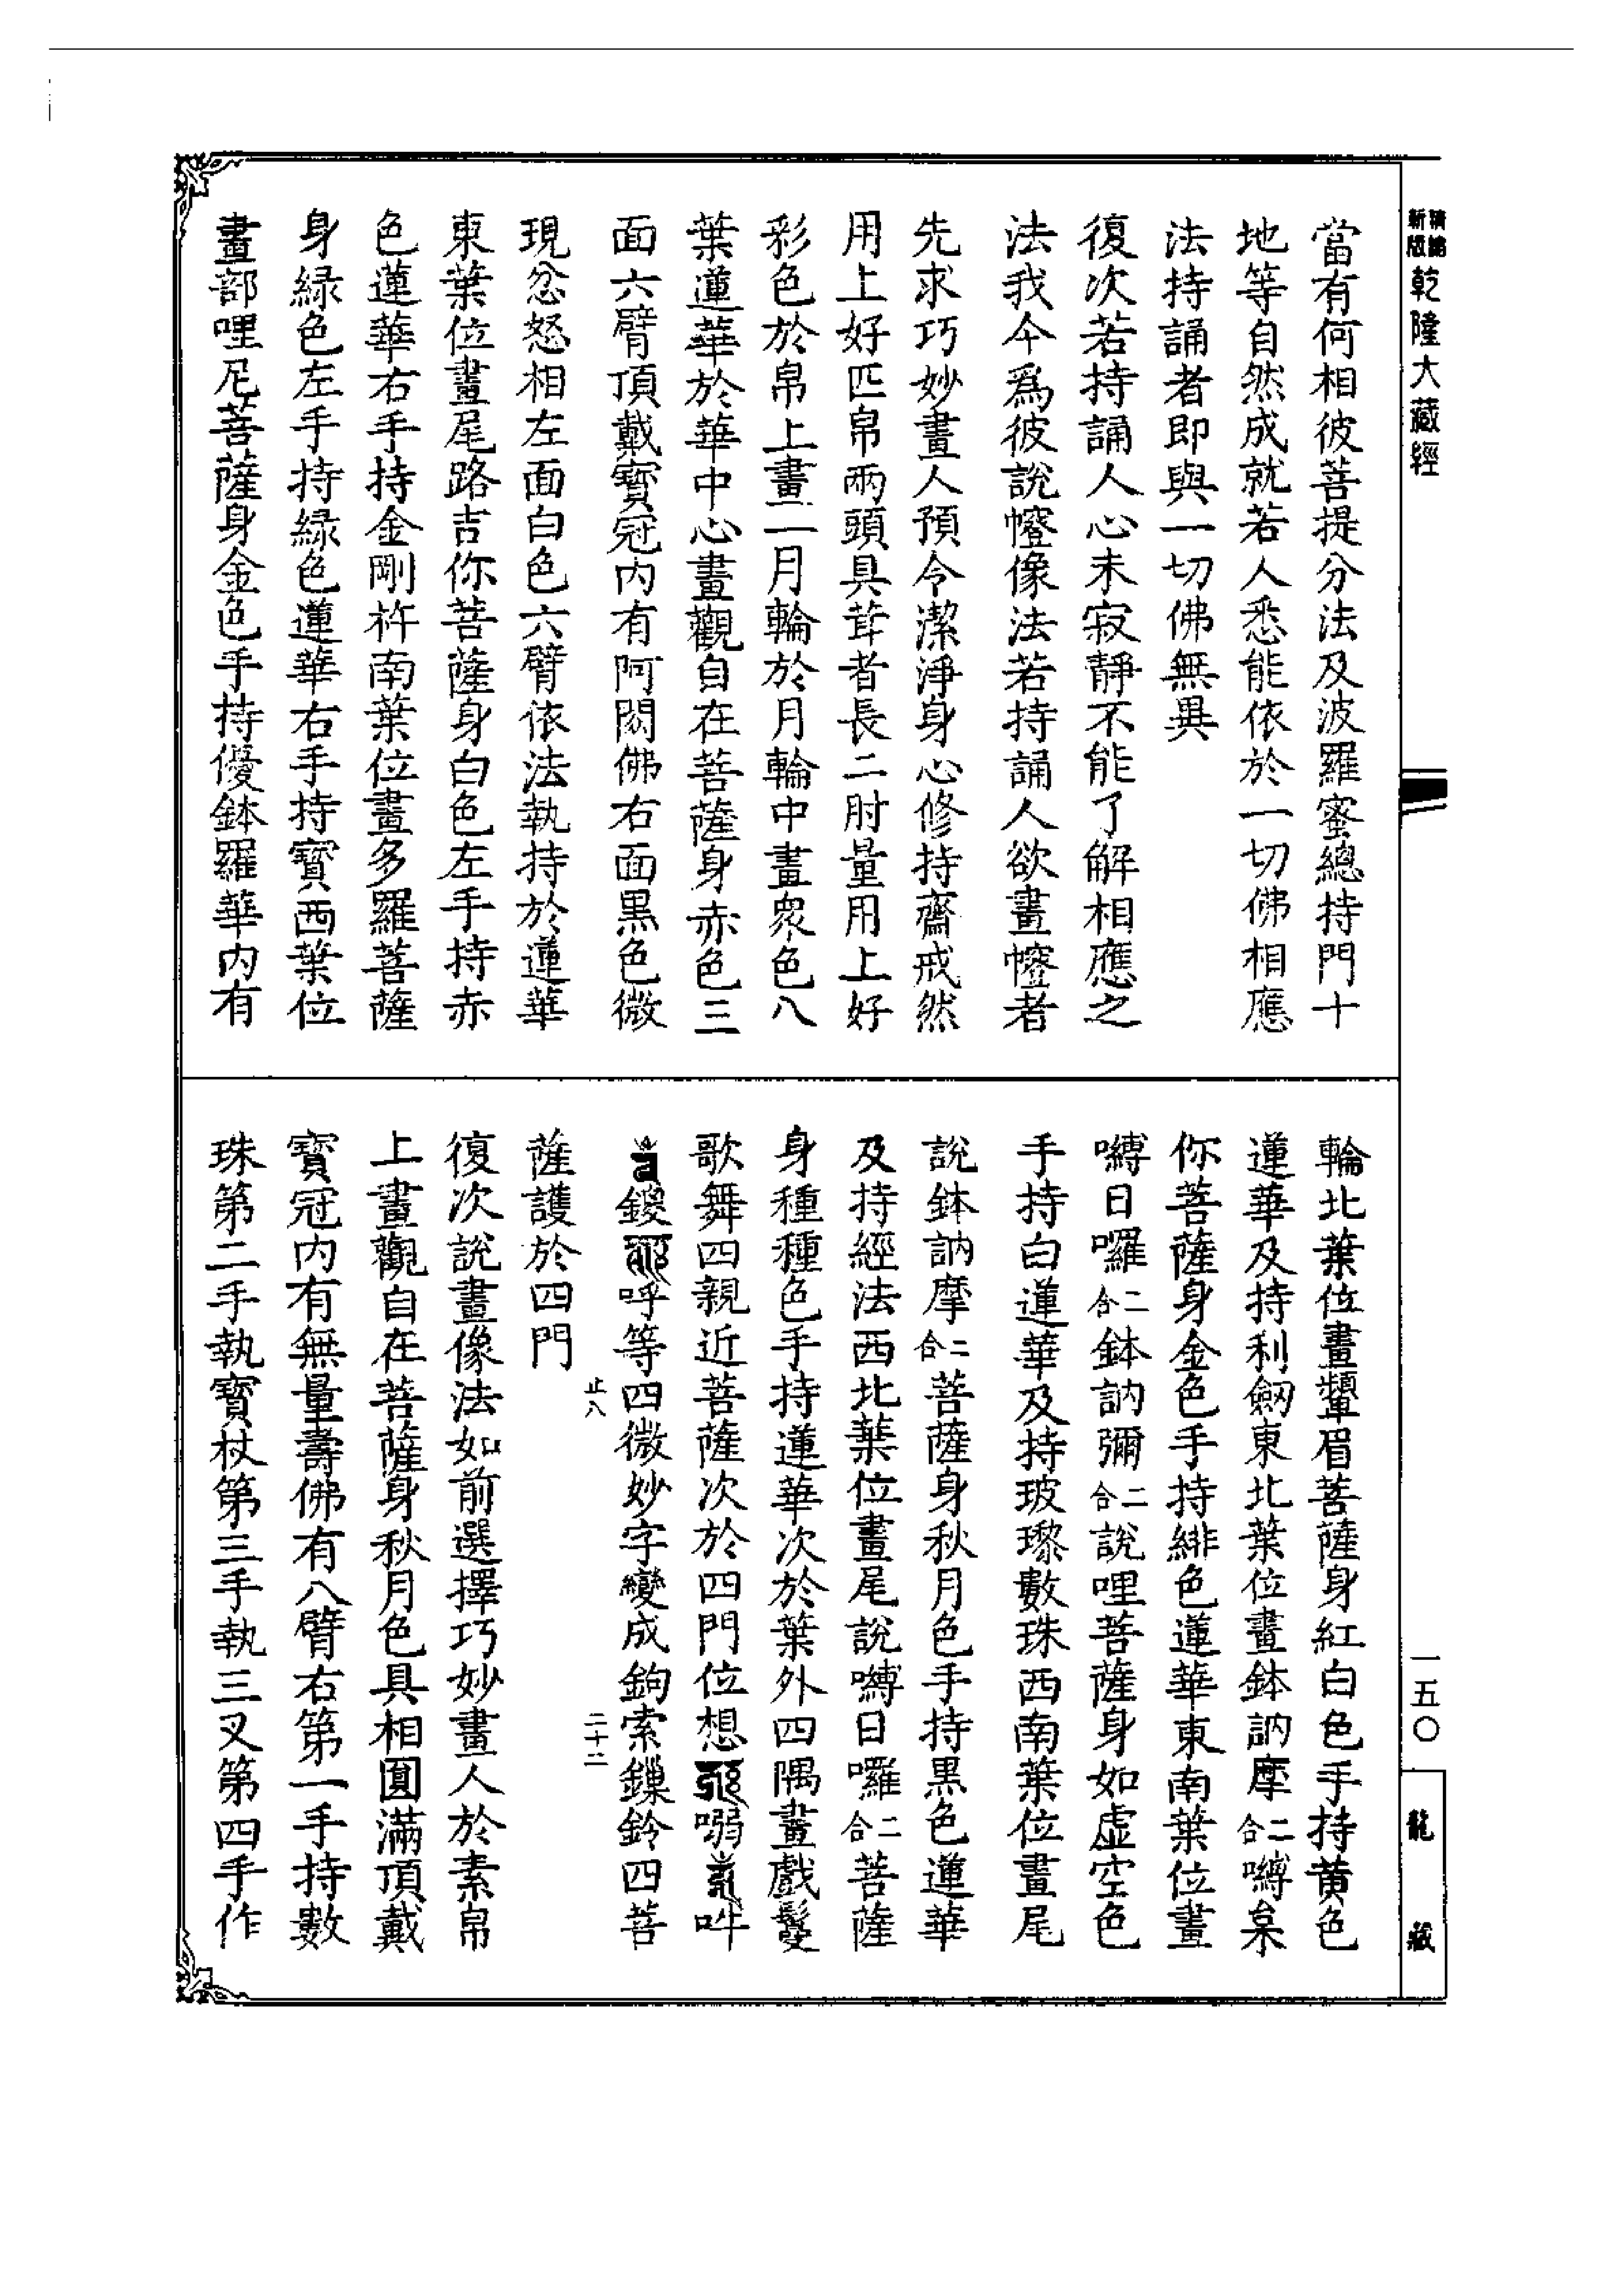 新版
精編
乾隆大藏經
當有何相彼菩提分法及波羅蜜總持門十
地等自然成就若人悉能依於一切佛相應
法持誦者即與一切佛無異
復次若持誦人心未寂靜不能了解相應之
法我今爲彼說㡧像法若持誦人欲畫㡧者
先求巧妙畫人預令潔淨身心修持齋戒然
用上好匹帛兩頭具茸者長二肘量用上好
彩色於帛上畫一月輪於月輪中畫衆色八
葉蓮華於華中心畫觀自在菩薩身赤色三
面六臂頂戴寶冠內有阿閦佛右面黑色微
現忿怒相左面白色六臂依法執持於蓮華
東葉位畫尾路吉你菩薩身白色左手持赤
色蓮華右手持金剛杵南葉位畫多羅菩薩
身緑色左手持緑色蓮華右手持寶西葉位
畫部哩尼菩薩身金色手持優鉢羅華內有
輪北葉位畫顰眉菩薩身紅白色手持黃色
蓮華及持利劒東北葉位畫鉢訥摩二合嚩枲
你菩薩身金色手持緋色蓮華東南葉位畫
嚩日囉二合鉢訥彌二合說哩菩薩身如虛空色
手持白蓮華及持玻瓈數珠西南葉位畫尾
說鉢訥摩二合菩薩身秋月色手持黑色蓮華
及持經法西北葉位畫尾說嚩日囉二合菩薩
身種種色手持蓮華次於葉外四隅畫戲鬘
歌舞四親近菩薩次於四門位想嗍吽
鑁呼等四微妙字變成鉤索鏁鈴四菩
薩護於四門
止八
二十二
復次說畫像法如前選擇巧妙畫人於素帛
上畫觀自在菩薩身秋月色具相圓滿頂戴
寶冠內有無量壽佛有八臂右第一手持數
珠第二手執寶杖第三手執三叉第四手作
一五〇
龍藏